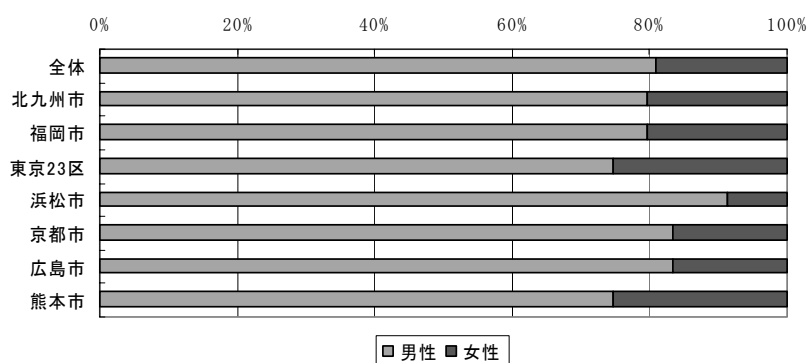 0% 20% 40% 60% 80% 100%
全体
北九州市
福岡市
東京23区
浜松市
京都市
広島市
熊本市
男性 女性